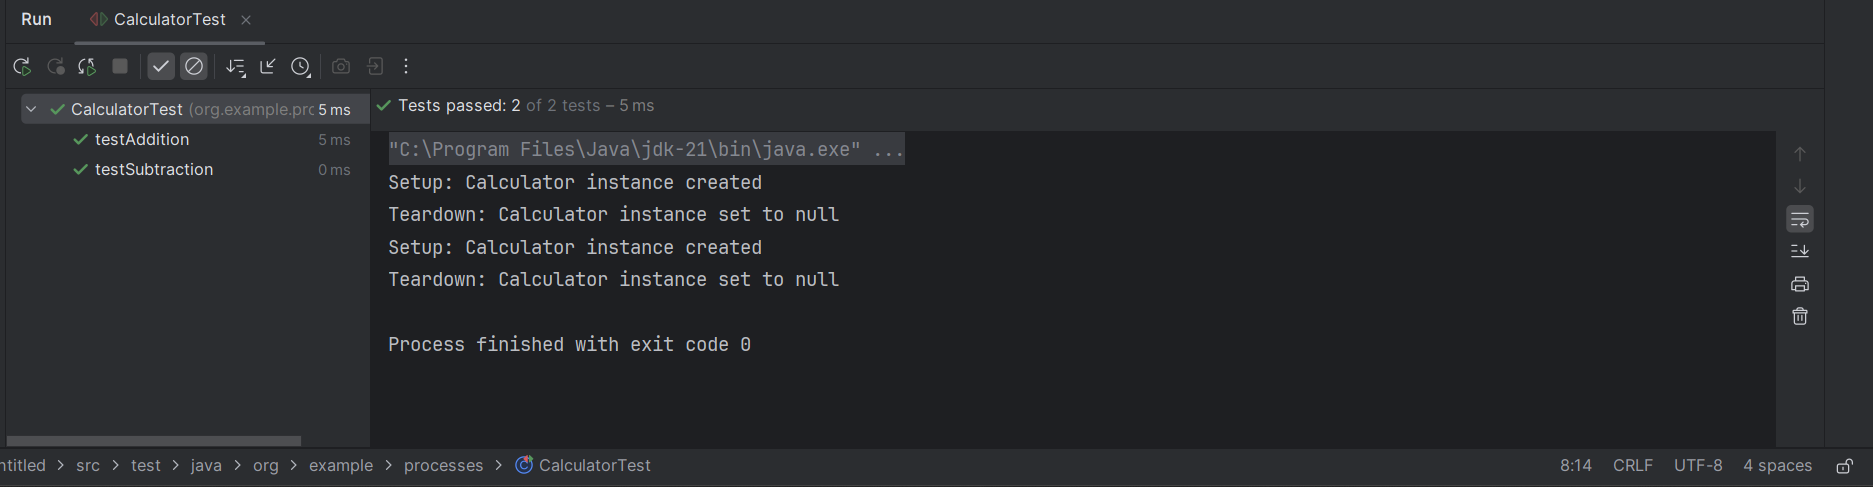 Run CalculatorTest
CalculatorTest (org.example.pro 5 ms
testAddition 5 ms
testSubtraction 0 ms
Tests passed: 2 of 2 tests – 5 ms
"C:\Program Files\Java\jdk-21\bin\java.exe" ...
Setup: Calculator instance created
Teardown: Calculator instance set to null
Setup: Calculator instance created
Teardown: Calculator instance set to null
Process finished with exit code 0
ntitled > src > test > java > org > example > processes > CalculatorTest 8:14 CRLF UTF-8 4 spaces